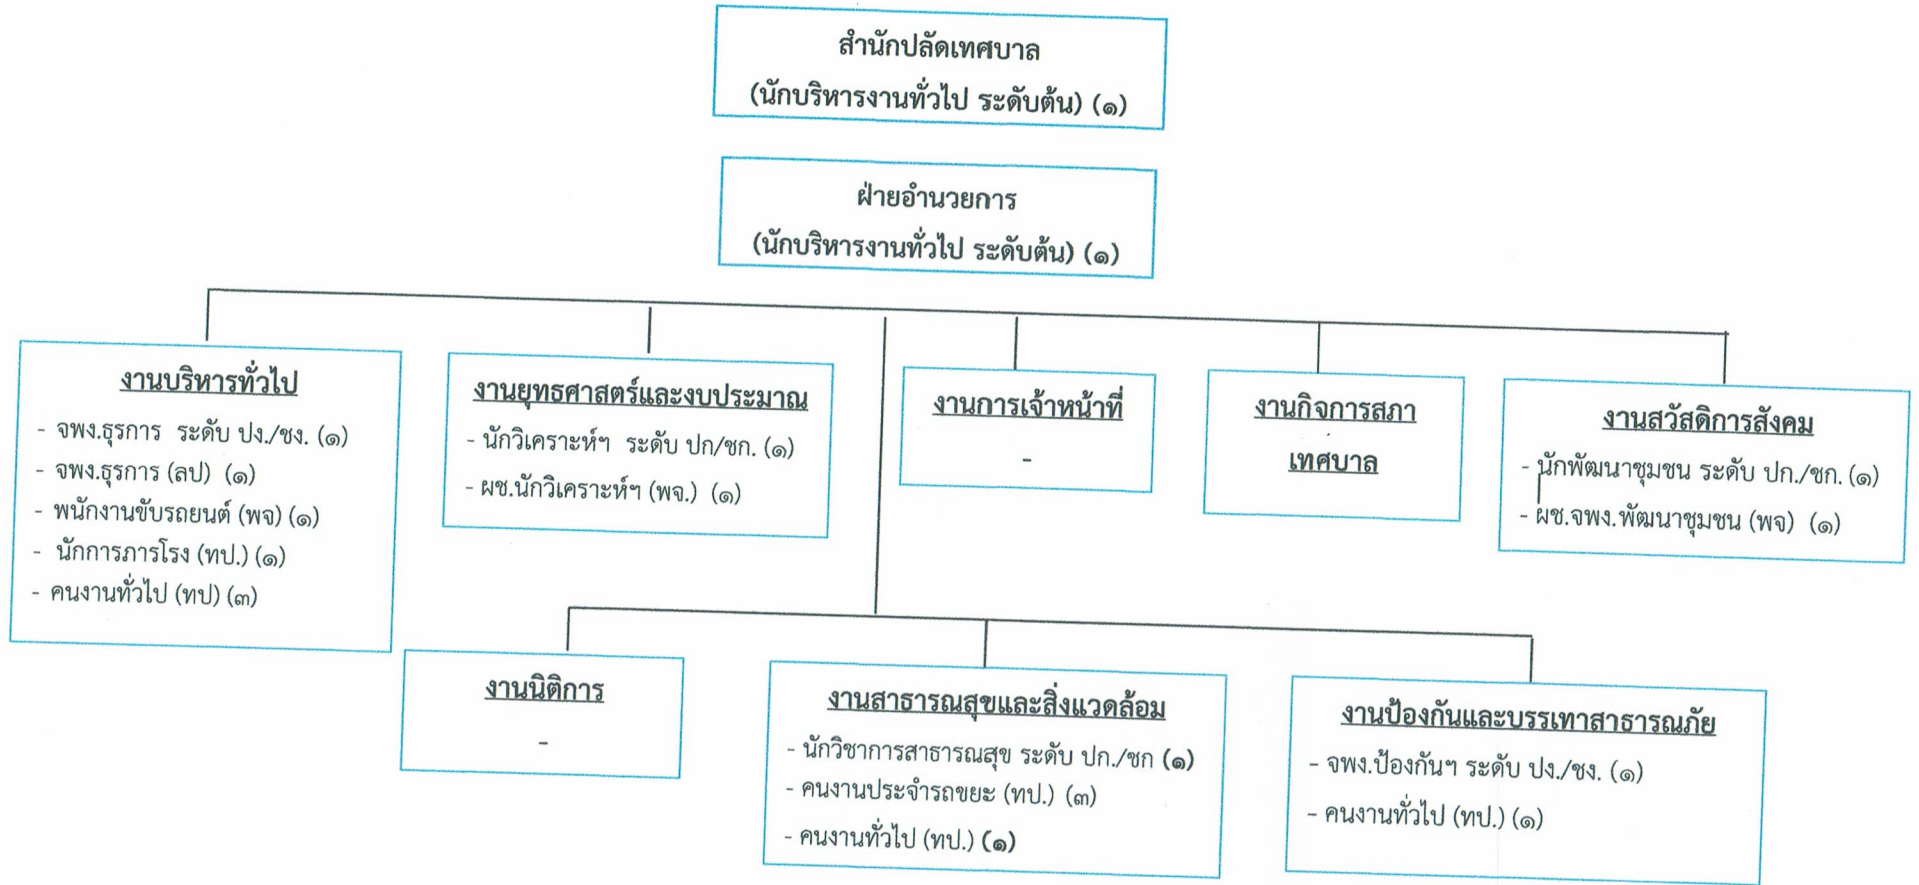 สำนักปลัดเทศบาล
(นักบริหารงานทั่วไป ระดับต้น) (๑)
ฝ่ายอำนวยการ
(นักบริหารงานทั่วไป ระดับต้น) (๑)
งานบริหารทั่วไป
- จพง.ธุรการ ระดับ ปง./ชง. (๑)
- จพง.ธุรการ (ลป) (๑)
- พนักงานขับรถยนต์ (พจ) (๑)
- นักการภารโรง (ทป.) (๑)
- คนงานทั่วไป (ทป) (๓)
งานยุทธศาสตร์และงบประมาณ
- นักวิเคราะห์ฯ ระดับ ปก/ชก. (๑)
- ผช.นักวิเคราะห์ฯ (พจ.) (๑)
งานการเจ้าหน้าที่
-
งานกิจการสภา
เทศบาล
งานสวัสดิการสังคม
- นักพัฒนาชุมชน ระดับ ปก./ชก. (๑)
- ผช.จพง.พัฒนาชุมชน (พจ) (๑)
งานนิติการ
-
งานสาธารณสุขและสิ่งแวดล้อม
- นักวิชาการสาธารณสุข ระดับ ปก./ชก (๑)
- คนงานประจำรถขยะ (ทป.) (๓)
- คนงานทั่วไป (ทป.) (๑)
งานป้องกันและบรรเทาสาธารณภัย
- จพง.ป้องกันฯ ระดับ ปง./ชง. (๑)
- คนงานทั่วไป (ทป.) (๑)